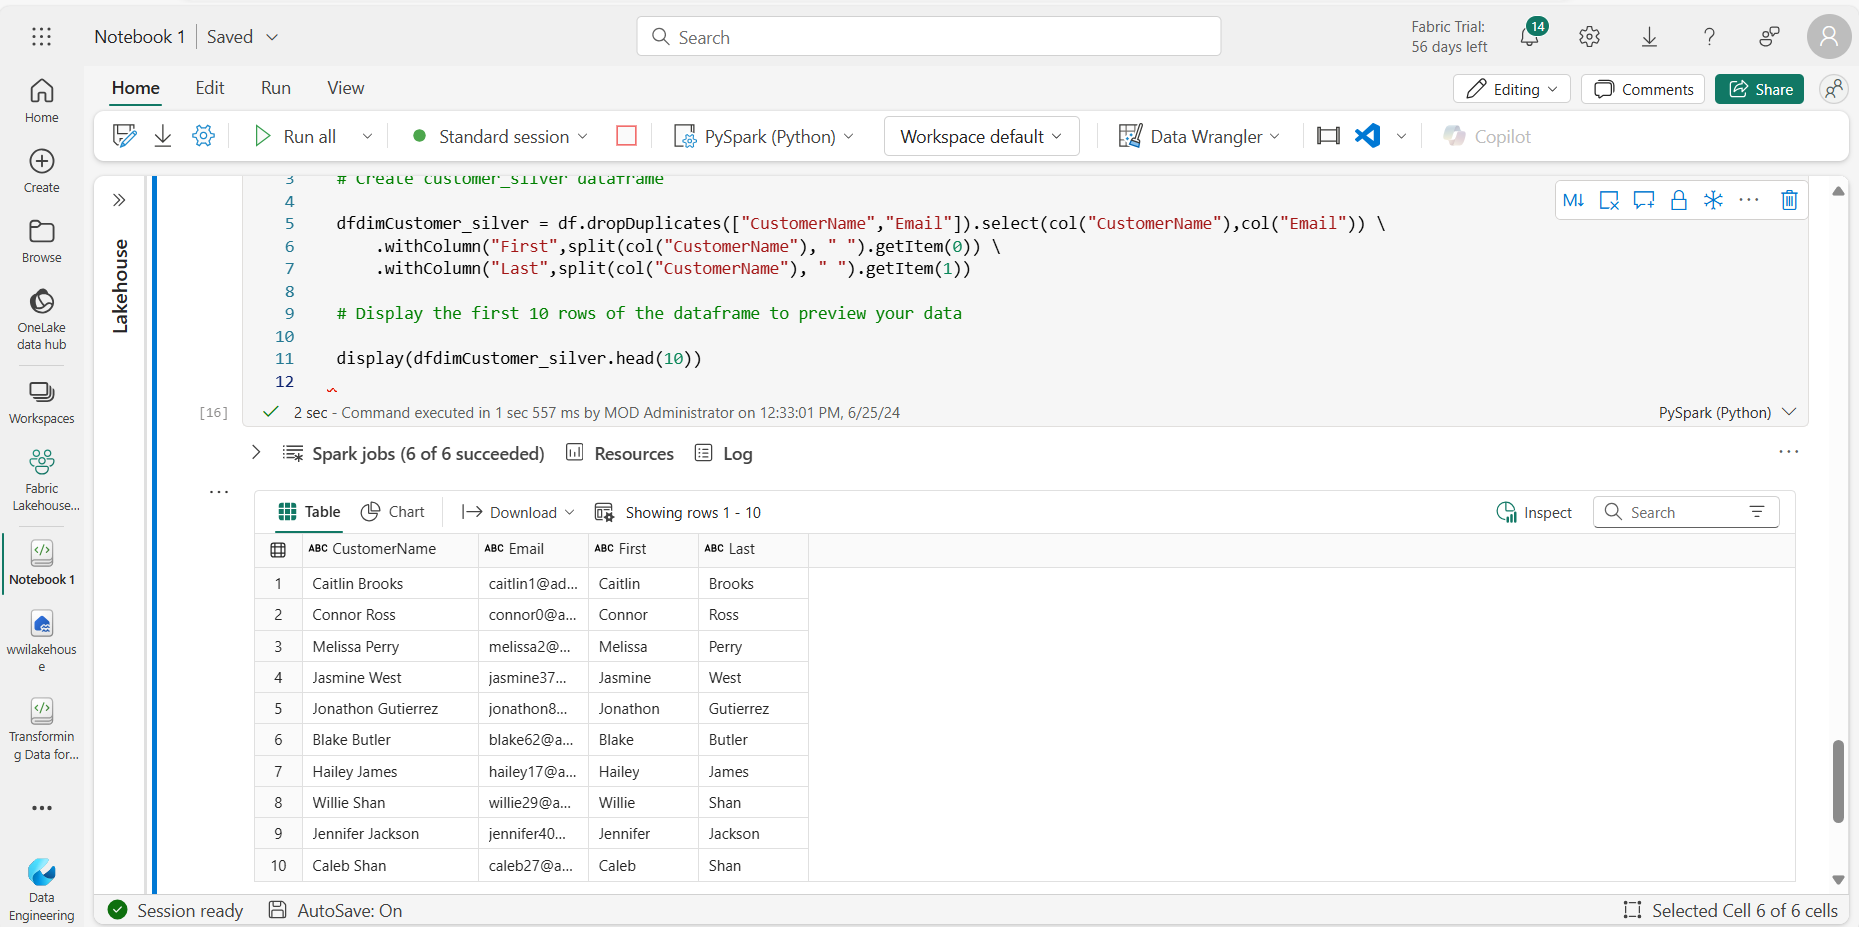 Notebook 1 Saved
Search
Fabric Trial:
56 days left
14
Home
Create
Browse
OneLake
data hub
Workspaces
Fabric
Lakehouse...
Notebook 1
wwilakehous
e
Transformin
g Data for...
Data
Engineering
Home Edit Run View
Editing Comments Share
Run all Standard session PySpark (Python) Workspace default Data Wrangler Copilot
Lakehouse
3 # Create customer_silver dataframe
4
5 dfdimCustomer_silver = df.dropDuplicates(["CustomerName","Email"]).select(col("CustomerName"),col("Email")) \
6 .withColumn("First",split(col("CustomerName"), " ").getItem(0)) \
7 .withColumn("Last",split(col("CustomerName"), " ").getItem(1))
8
9 # Display the first 10 rows of the dataframe to preview your data
10
11 display(dfdimCustomer_silver.head(10))
12
M↓
[16] 2 sec - Command executed in 1 sec 557 ms by MOD Administrator on 12:33:01 PM, 6/25/24 PySpark (Python)
Spark jobs (6 of 6 succeeded) Resources Log
Table Chart Download Showing rows 1 - 10 Inspect Search
ABC CustomerName ABC Email ABC First ABC Last
1 Caitlin Brooks caitlin1@ad... Caitlin Brooks
2 Connor Ross connor0@a... Connor Ross
3 Melissa Perry melissa2@... Melissa Perry
4 Jasmine West jasmine37... Jasmine West
5 Jonathon Gutierrez jonathon8... Jonathon Gutierrez
6 Blake Butler blake62@a... Blake Butler
7 Hailey James hailey17@a... Hailey James
8 Willie Shan willie29@a... Willie Shan
9 Jennifer Jackson jennifer40... Jennifer Jackson
10 Caleb Shan caleb27@a... Caleb Shan
Session ready AutoSave: On Selected Cell 6 of 6 cells